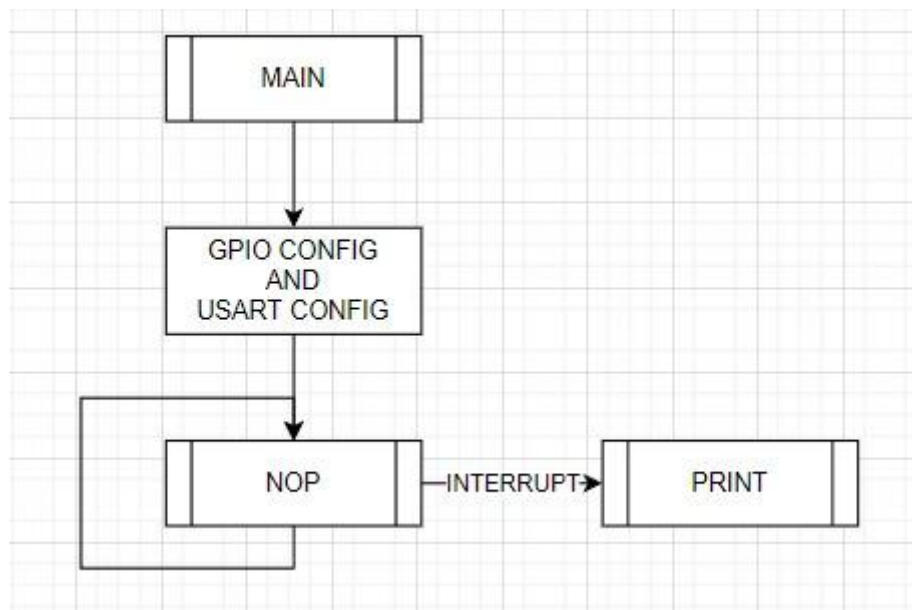 MAIN
GPIO CONFIG
AND
USART CONFIG
NOP
INTERRUPT
PRINT